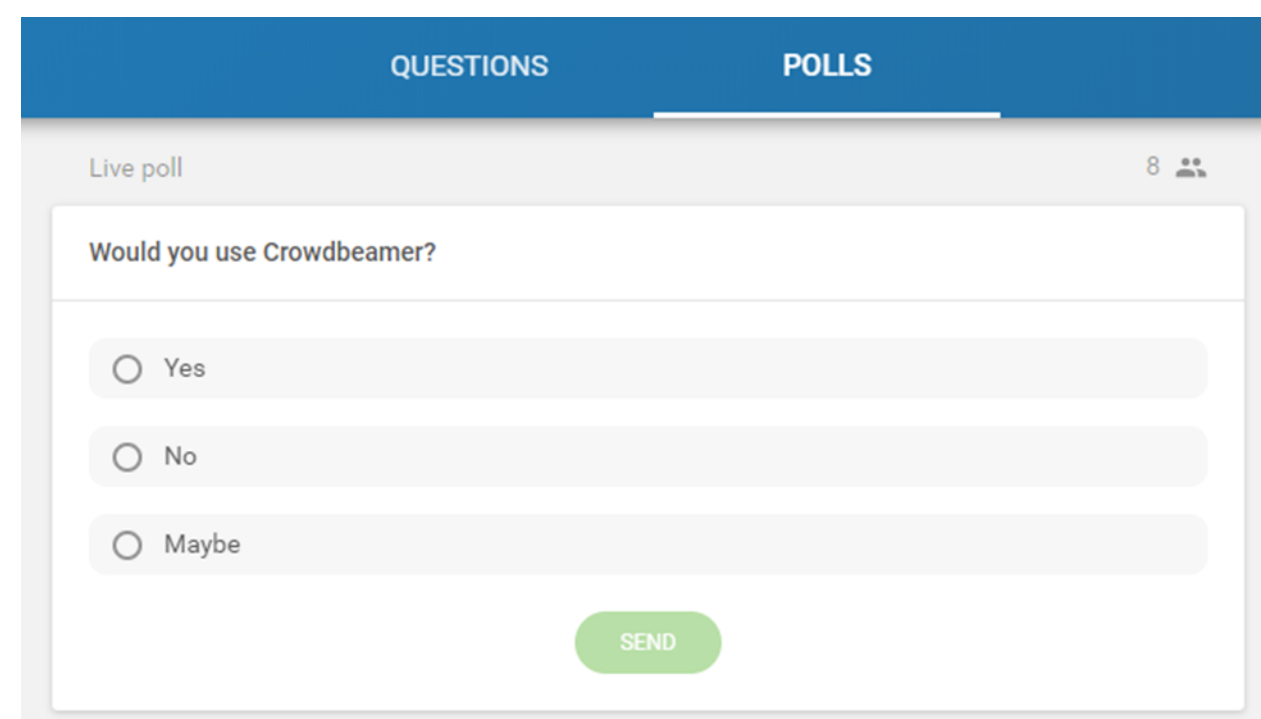 QUESTIONS POLLS
Live poll 8
Would you use Crowdbeamer?
Yes
No
Maybe
SEND